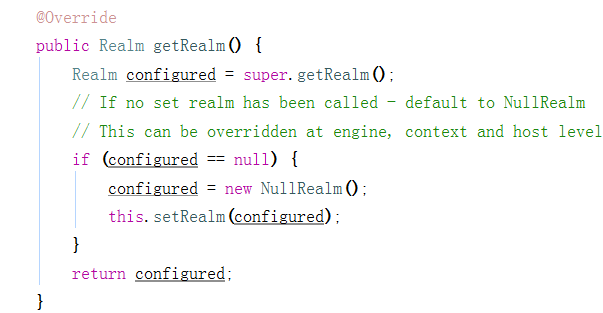 @Override
public Realm getRealm() {
Realm configured = super.getRealm();
// If no set realm has been called - default to NullRealm
// This can be overridden at engine, context and host level
if (configured == null) {
configured = new NullRealm();
this.setRealm(configured);
}
return configured;
}